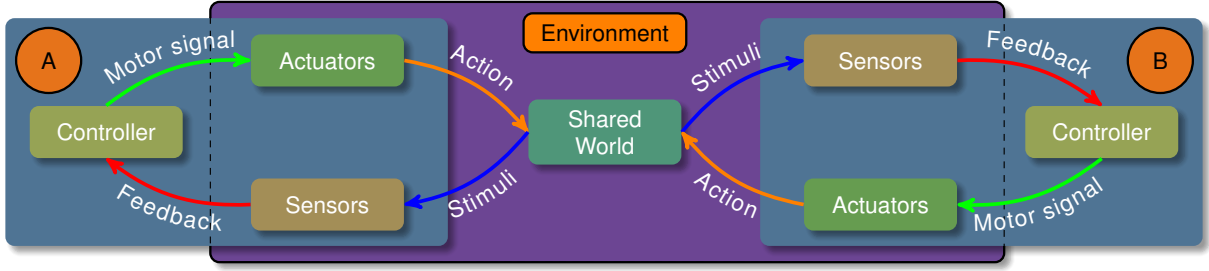 A
Motor signal
Actuators
Action
Environment
Stimuli
Sensors
Feedback
B
Controller
Shared
World
Controller
Feedback
Sensors
Stimuli
Action
Actuators
Motor signal